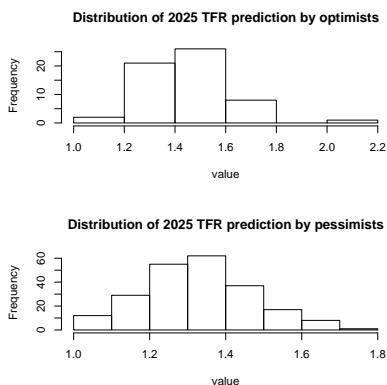 Distribution of 2025 TFR prediction by optimists
Frequency
0 10 20
1.0 1.2 1.4 1.6 1.8 2.0 2.2
value
Distribution of 2025 TFR prediction by pessimists
Frequency
0 20 40 60
1.0 1.2 1.4 1.6 1.8
value